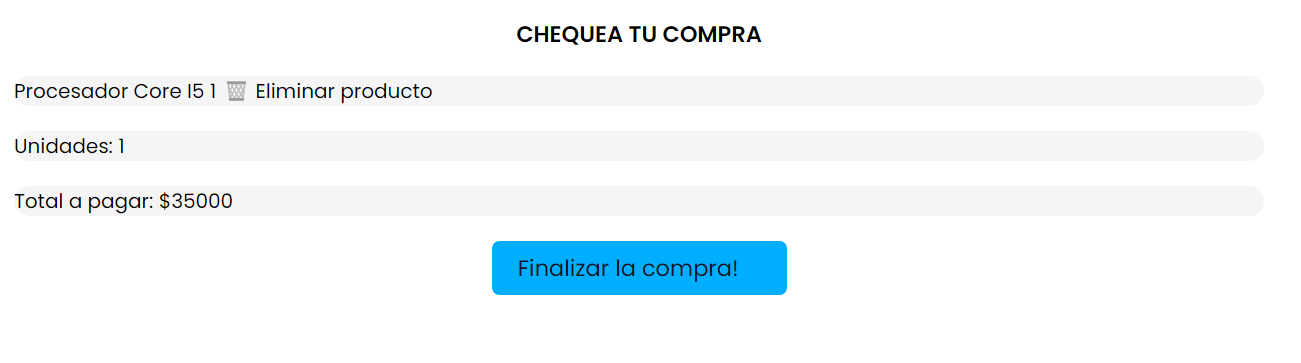 CHEQUEA TU COMPRA
Procesador Core I5 1 🗑 Eliminar producto
Unidades: 1
Total a pagar: $35000
Finalizar la compra!